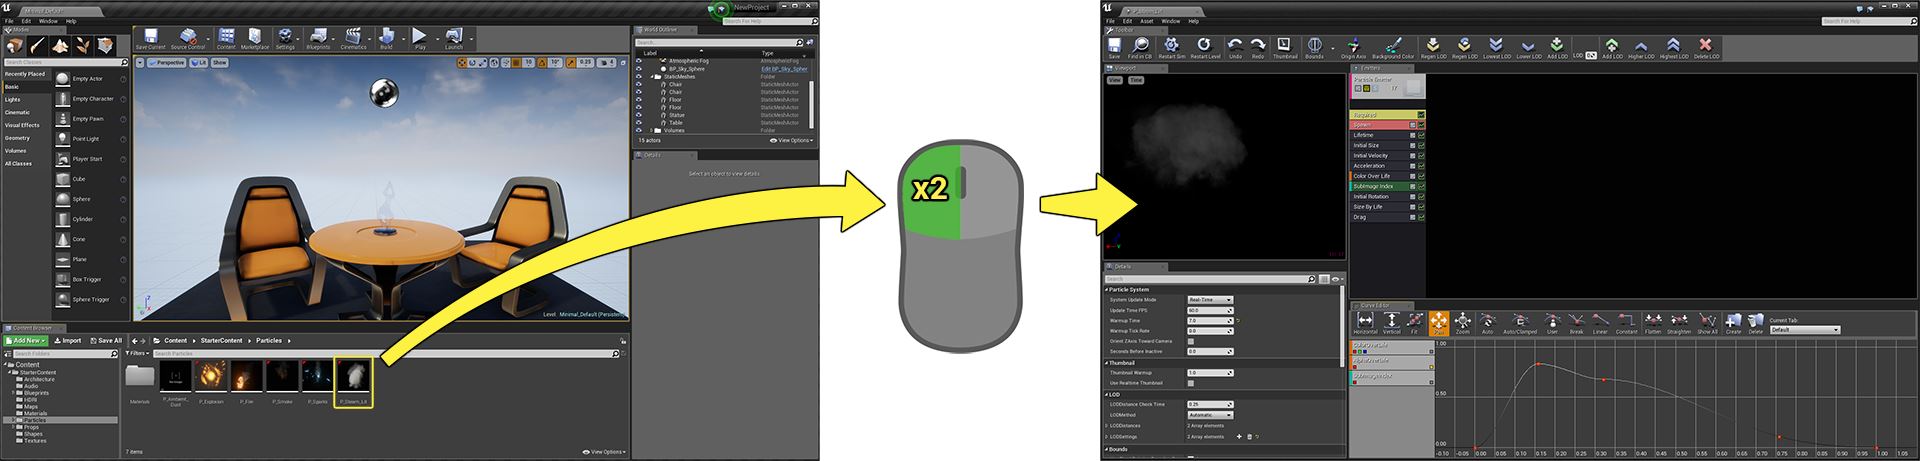 Minimal_Default
NewProject
File Edit Window Help
Search For Help
Modes
Search Classes
Recently Placed
Basic
Lights
Cinematic
Visual Effects
Geometry
Volumes
All Classes
Empty Actor
Empty Character
Empty Pawn
Point Light
Player Start
Cube
Sphere
Cylinder
Cone
Plane
Box Trigger
Sphere Trigger
Save Current Source Control Content Marketplace Settings Blueprints Cinematics Build Play Launch
Perspective Lit Show
10 10° 0.25 4
Level: Minimal_Default (Persistent)
World Outliner
Search...
Label Type
Atmospheric Fog AtmosphericFog
BP_Sky_Sphere Edit BP_Sky_Spher
StaticMeshes Folder
Chair StaticMeshActor
Chair StaticMeshActor
Floor StaticMeshActor
Floor StaticMeshActor
Statue StaticMeshActor
Table StaticMeshActor
Volumes Folder
15 actors View Options
Details
Select an object to view details.
Content Browser
Add New Import Save All Content StarterContent Particles
Search Folders
Filters Search Particles
Content
StarterContent
Architecture
Audio
Blueprints
HDRI
Maps
Materials
Particles
Props
Shapes
Textures
Materials P_Ambient_Dust P_Explosion P_Fire P_Smoke P_Sparks P_Steam_Lit
7 items View Options
x2
P_Steam_Lit
File Edit Asset Window Help
Search For Help
Toolbar
Save Find in CB Restart Sim Restart Level Undo Redo Thumbnail Bounds Origin Axis Background Color Regen LOD Regen LOD Lowest LOD Lower LOD Add LOD LOD: 0 Add LOD Higher LOD Highest LOD Delete LOD
Viewport
View Time
Emitters
Particle Emitter
17
Required
Spawn
Lifetime
Initial Size
Initial Velocity
Acceleration
Color Over Life
SubImage Index
Initial Rotation
Size By Life
Drag
Details
Search
Particle System
System Update Mode Real-Time
Update Time FPS 60.0
Warmup Time 7.0
Warmup Tick Rate 0.0
Orient ZAxis Toward Camera
Seconds Before Inactive 0.0
Thumbnail
Thumbnail Warmup 1.0
Use Realtime Thumbnail
LOD
LODDistance Check Time 0.25
LODMethod Automatic
LODDistances 2 Array elements
LODSettings 2 Array elements
Bounds
Curve Editor
Horizontal Vertical Fit Pan Zoom Auto Auto/Clamped User Break Linear Constant Flatten Straighten Show All Create Delete Current Tab:
Default
ColorOverLife
AlphaOverLife
SubImageIndex
1.00
0.50
0.00
-0.10 -0.05 0.00 0.05 0.10 0.15 0.20 0.25 0.30 0.35 0.40 0.45 0.50 0.55 0.60 0.65 0.70 0.75 0.80 0.85 0.90 0.95 1.00 1.05